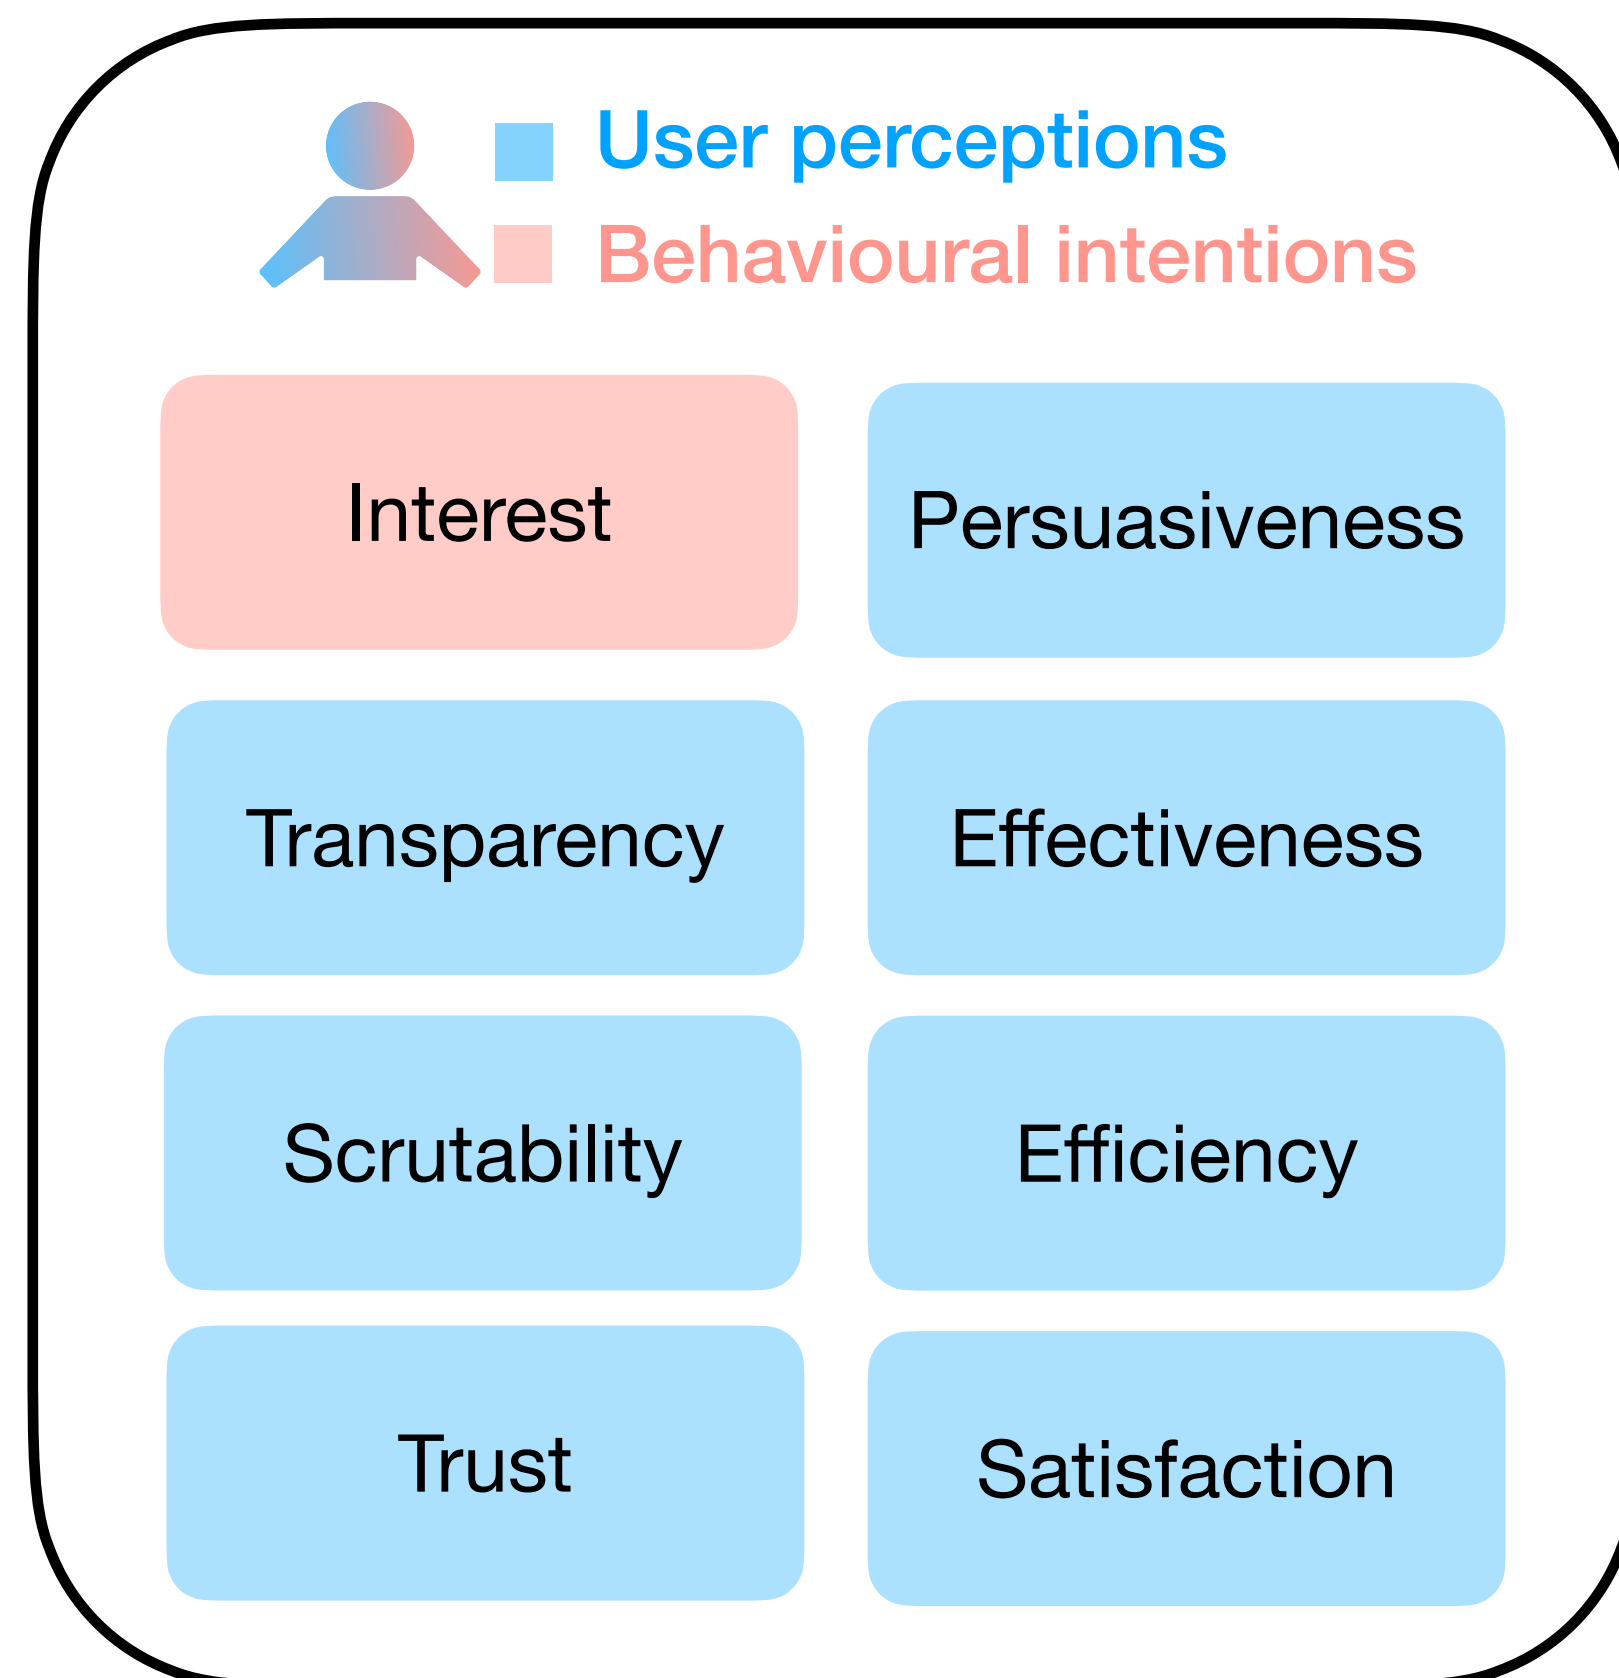 User perceptions
Behavioural intentions
Interest
Persuasiveness
Transparency
Effectiveness
Scrutability
Efficiency
Trust
Satisfaction